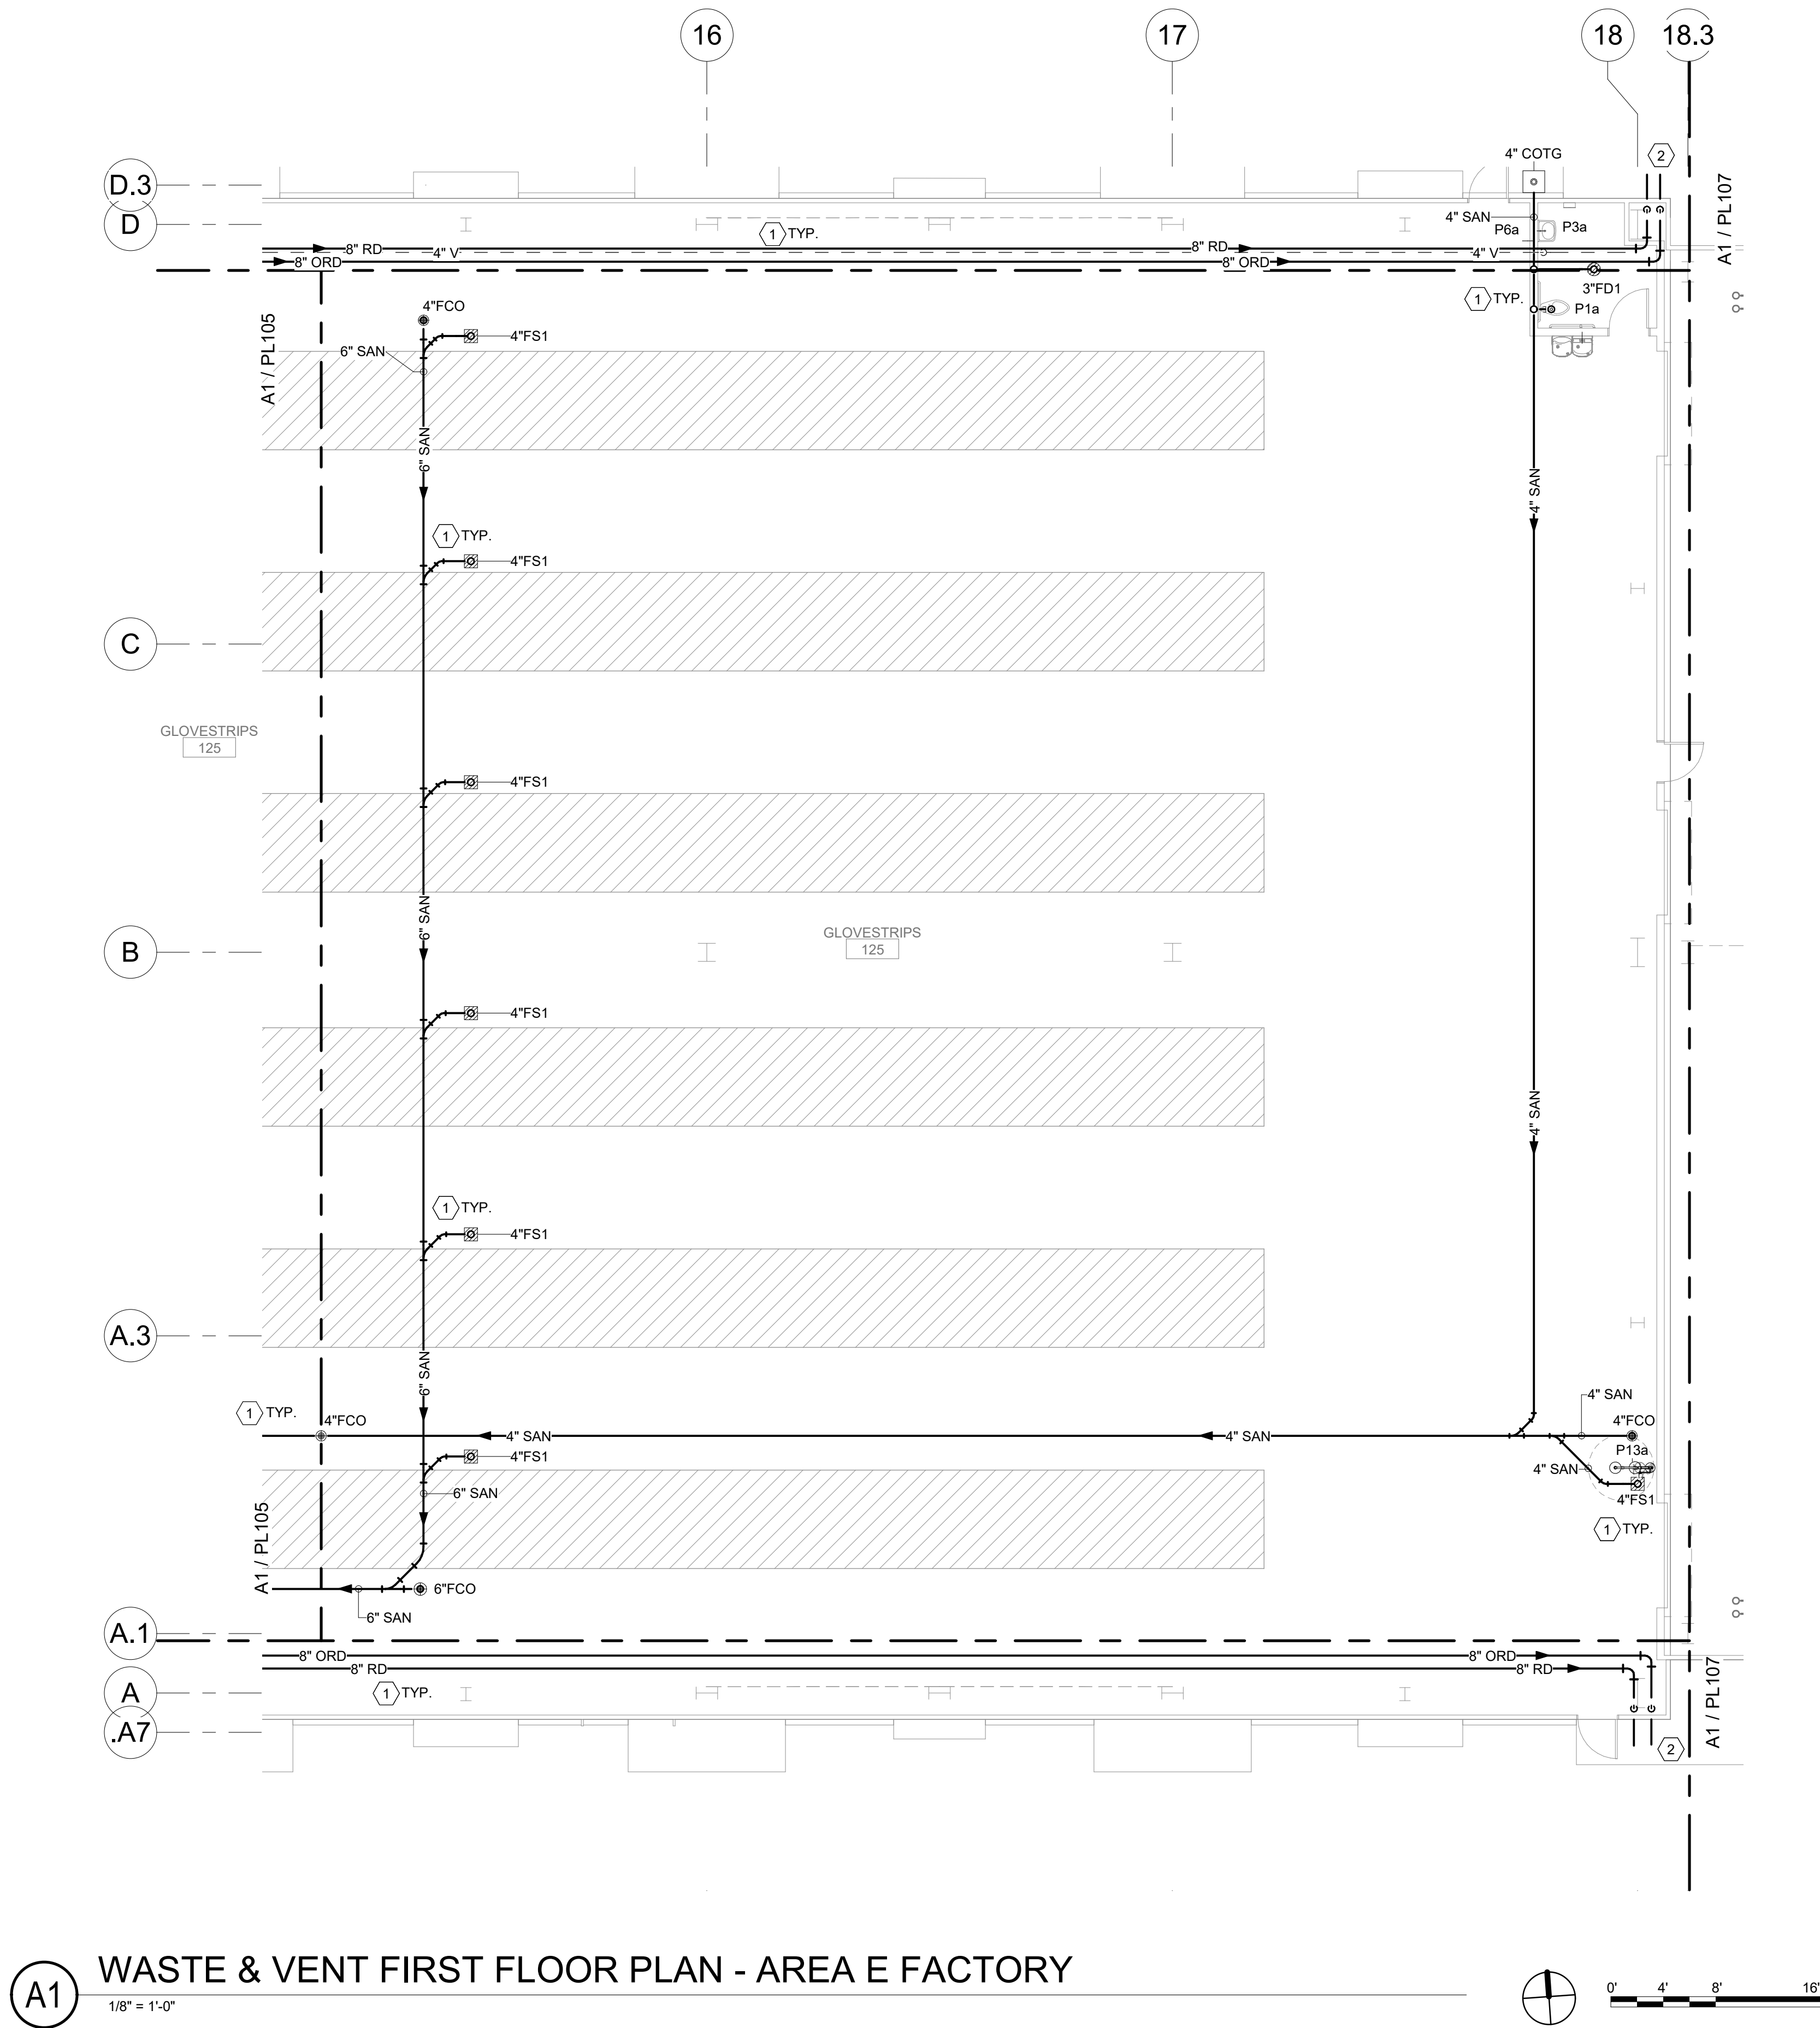 16
17
18
18.3
4" COTG
2
D.3
D
4" SAN
P6a
P3a
A1 / PL107
1 TYP.
8" RD
4" V
8" RD
8" ORD
8" ORD
4" V
3"FD1
1 TYP.
P1a
4"FCO
A1 / PL105
4"FS1
6" SAN
6" SAN
4" SAN
1 TYP.
4"FS1
C
GLOVESTRIPS
125
4"FS1
6" SAN
GLOVESTRIPS
125
B
4"FS1
4" SAN
1 TYP.
4"FS1
A.3
6" SAN
4" SAN
1 TYP.
4"FCO
4"FCO
4" SAN
4" SAN
P13a
4"FS1
4" SAN
6" SAN
4"FS1
1 TYP.
A1 / PL105
6"FCO
6" SAN
A.1
8" ORD
8" ORD
8" RD
8" RD
A
1 TYP.
A1 / PL107
.A7
2
A1
WASTE & VENT FIRST FLOOR PLAN - AREA E FACTORY
1/8" = 1'-0"
0' 4' 8' 16'